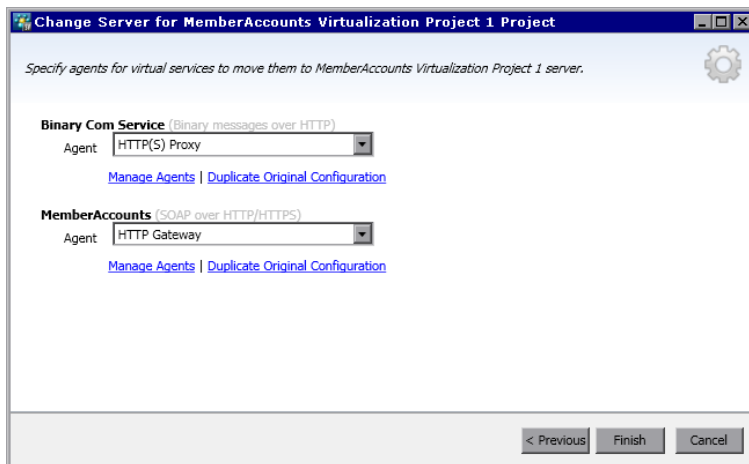 Change Server for MemberAccounts Virtualization Project 1 Project
Specify agents for virtual services to move them to MemberAccounts Virtualization Project 1 server.
Binary Com Service (Binary messages over HTTP)
Agent HTTP(S) Proxy
Manage Agents | Duplicate Original Configuration
MemberAccounts (SOAP over HTTP/HTTPS)
Agent HTTP Gateway
Manage Agents | Duplicate Original Configuration
< Previous Finish Cancel